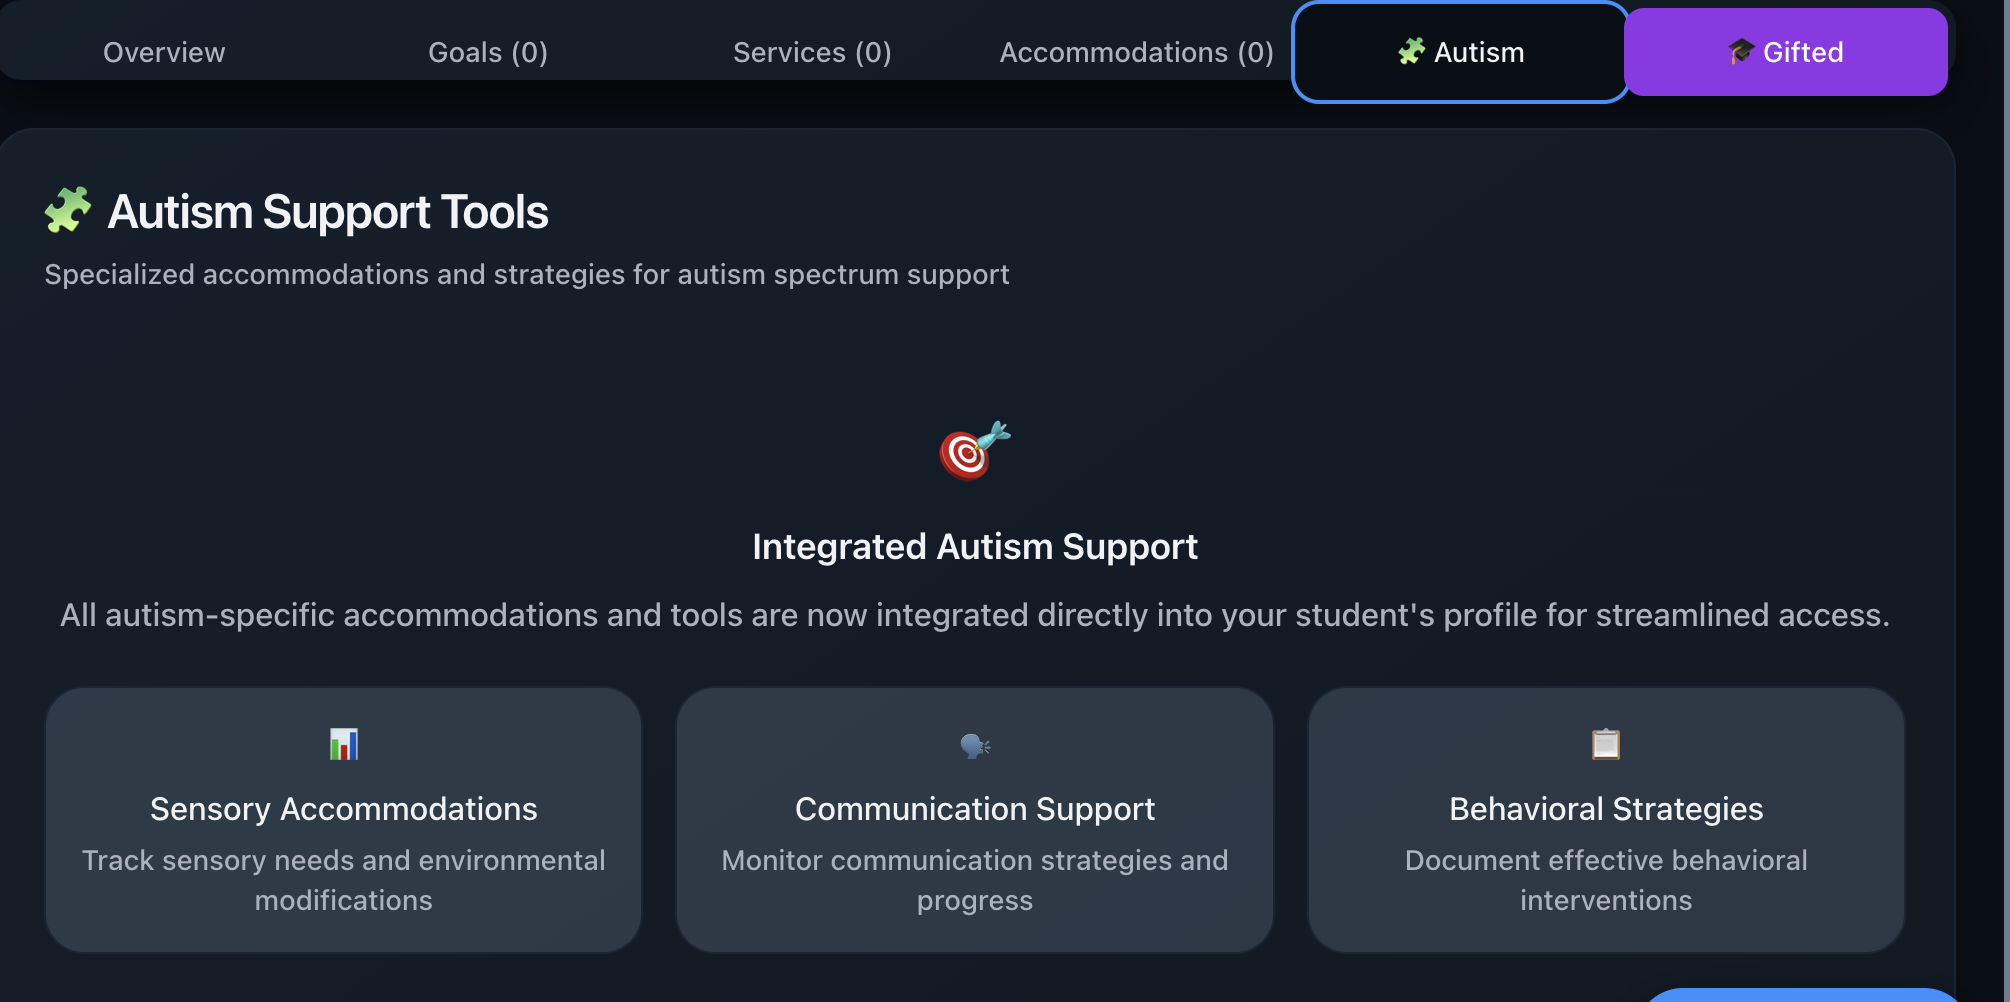 Overview
Goals (0)
Services (0)
Accommodations (0)
Autism
Gifted
Autism Support Tools
Specialized accommodations and strategies for autism spectrum support
Integrated Autism Support
All autism-specific accommodations and tools are now integrated directly into your student's profile for streamlined access.
Sensory Accommodations
Track sensory needs and environmental
modifications
Communication Support
Monitor communication strategies and
progress
Behavioral Strategies
Document effective behavioral
interventions